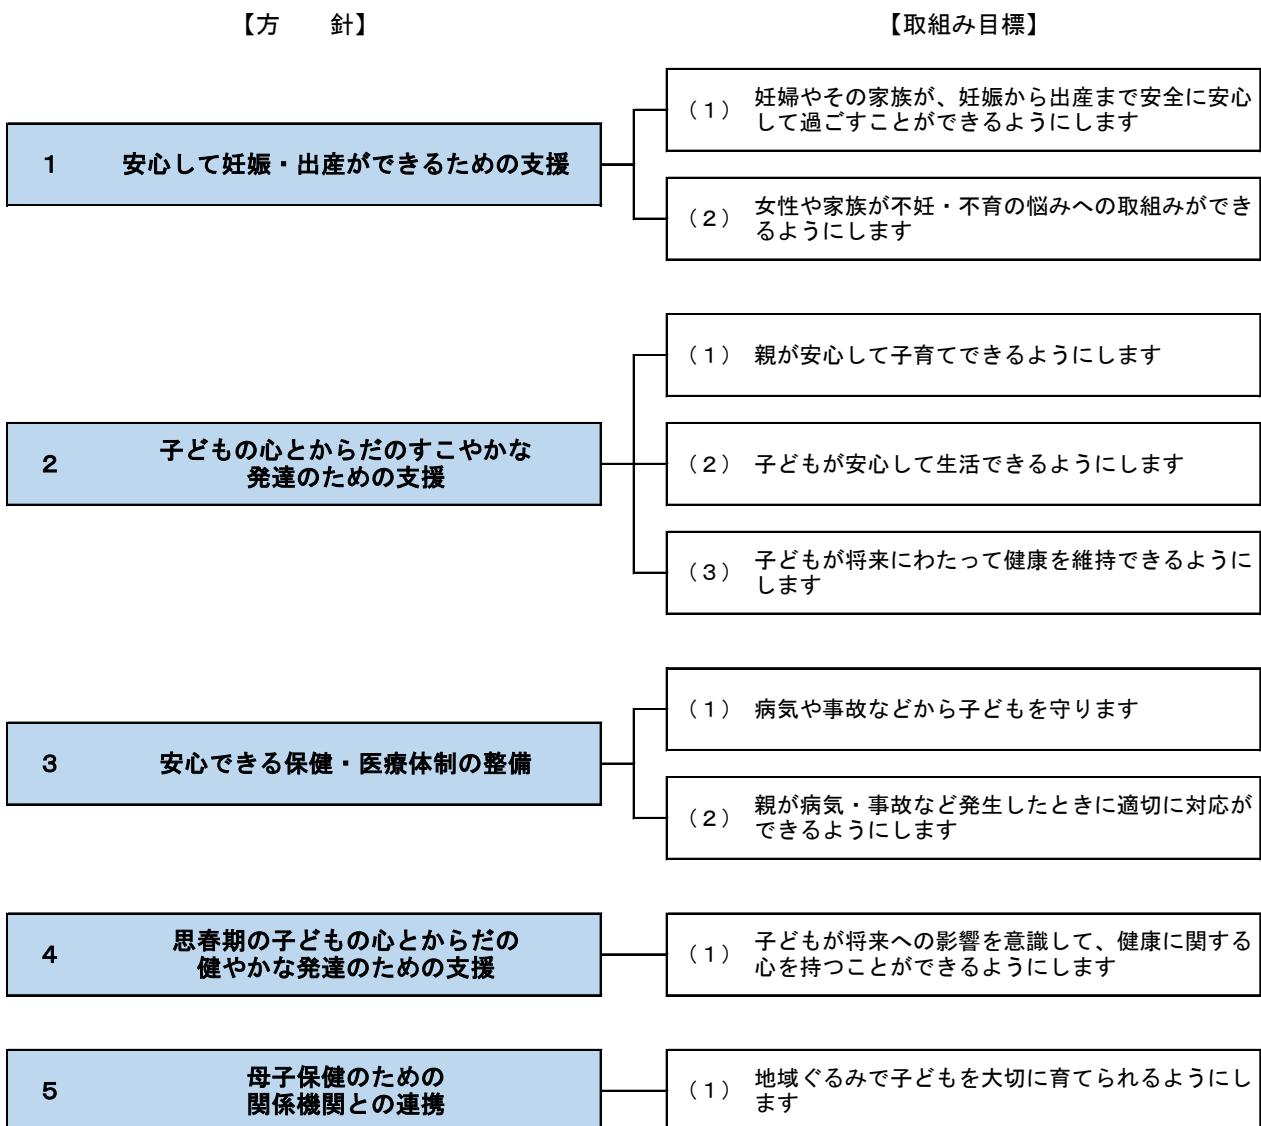 【方　　針】
【取組み目標】
1 安心して妊娠・出産ができるための支援
（1） 妊婦やその家族が、妊娠から出産まで安全に安心
して過ごすことができるようにします
（2） 女性や家族が不妊・不育の悩みへの取組みができ
るようにします
2 子どもの心とからだのすこやかな
発達のための支援
（1） 親が安心して子育てできるようにします
（2） 子どもが安心して生活できるようにします
（3） 子どもが将来にわたって健康を維持できるように
します
3 安心できる保健・医療体制の整備
（1） 病気や事故などから子どもを守ります
（2） 親が病気・事故など発生したときに適切に対応が
できるようにします
4 思春期の子どもの心とからだの
健やかな発達のための支援
（1） 子どもが将来への影響を意識して、健康に関する
心を持つことができるようにします
5 母子保健のための
関係機関との連携
（1） 地域ぐるみで子どもを大切に育てられるようにし
ます